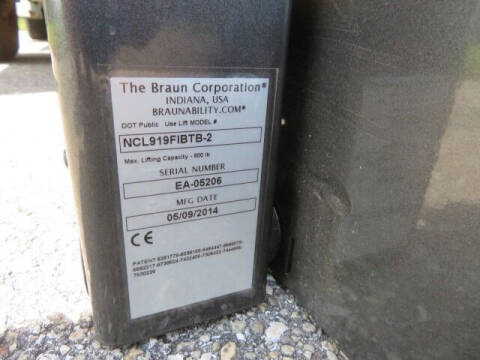 The Braun Corporation®
INDIANA, USA
BRAUNABILITY.COM®
DOT Public Use Lift MODEL #
NCL919FIBTB-2
Max. Lifting Capacity - 800 lb
SERIAL NUMBER
EA-05206
MFG DATE
05/09/2014
CE
PATENT